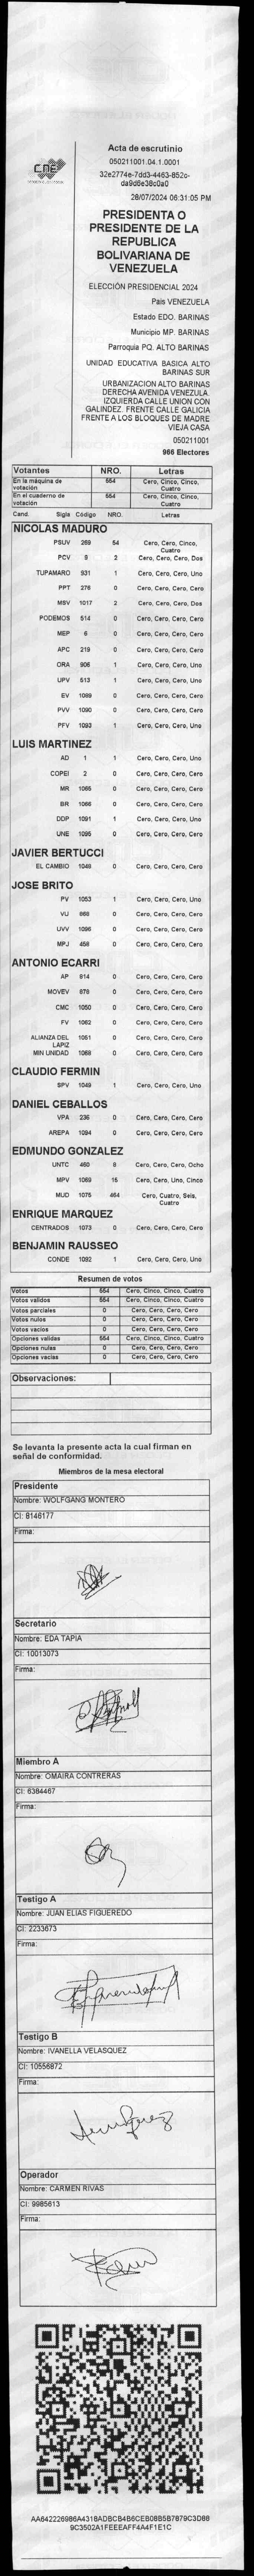 CNE
Acta de escrutinio
050211001.04.1.0001
32e2774e-7dd3-4463-852c-
da9d6e38c0a0
28/07/2024 06:31:05 PM
PRESIDENTA O
PRESIDENTE DE LA
REPUBLICA
BOLIVARIANA DE
VENEZUELA
ELECCIÓN PRESIDENCIAL 2024
Pais VENEZUELA
Estado EDO. BARINAS
Municipio MP. BARINAS
Parroquia PQ. ALTO BARINAS
UNIDAD EDUCATIVA BASICA ALTO
BARINAS SUR
URBANIZACION ALTO BARINAS
DERECHA AVENIDA VENEZULA.
IZQUIERDA CALLE UNION CON
GALINDEZ. FRENTE CALLE GALICIA
FRENTE A LOS BLOQUES DE MADRE
VIEJA CASA
050211001
966 Electores
Votantes NRO. Letras
En la máquina de votación 554 Cero, Cinco, Cinco, Cuatro
En el cuaderno de votación 554 Cero, Cinco, Cinco, Cuatro
Cand. Sigla Código NRO. Letras
NICOLAS MADURO
PSUV 269 54 Cero, Cero, Cinco, Cuatro
PCV 9 2 Cero, Cero, Cero, Dos
TUPAMARO 931 1 Cero, Cero, Cero, Uno
PPT 276 0 Cero, Cero, Cero, Cero
MSV 1017 2 Cero, Cero, Cero, Dos
PODEMOS 514 0 Cero, Cero, Cero, Cero
MEP 6 0 Cero, Cero, Cero, Cero
APC 219 0 Cero, Cero, Cero, Cero
ORA 906 1 Cero, Cero, Cero, Uno
UPV 513 1 Cero, Cero, Cero, Uno
EV 1089 0 Cero, Cero, Cero, Cero
PVV 1090 0 Cero, Cero, Cero, Cero
PFV 1093 1 Cero, Cero, Cero, Uno
LUIS MARTINEZ
AD 1 1 Cero, Cero, Cero, Uno
COPEI 2 0 Cero, Cero, Cero, Cero
MR 1065 0 Cero, Cero, Cero, Cero
BR 1066 0 Cero, Cero, Cero, Cero
DDP 1091 1 Cero, Cero, Cero, Uno
UNE 1095 0 Cero, Cero, Cero, Cero
JAVIER BERTUCCI
EL CAMBIO 1048 0 Cero, Cero, Cero, Cero
JOSE BRITO
PV 1053 1 Cero, Cero, Cero, Uno
VU 868 0 Cero, Cero, Cero, Cero
UVV 1096 0 Cero, Cero, Cero, Cero
MPJ 458 0 Cero, Cero, Cero, Cero
ANTONIO ECARRI
AP 914 0 Cero, Cero, Cero, Cero
MOVEV 878 0 Cero, Cero, Cero, Cero
CMC 1050 0 Cero, Cero, Cero, Cero
FV 1062 0 Cero, Cero, Cero, Cero
ALIANZA DEL LAPIZ 1051 0 Cero, Cero, Cero, Cero
MIN UNIDAD 1068 0 Cero, Cero, Cero, Cero
CLAUDIO FERMIN
SPV 1049 1 Cero, Cero, Cero, Uno
DANIEL CEBALLOS
VPA 236 0 Cero, Cero, Cero, Cero
AREPA 1094 0 Cero, Cero, Cero, Cero
EDMUNDO GONZALEZ
UNTC 460 8 Cero, Cero, Cero, Ocho
MPV 1069 15 Cero, Cero, Uno, Cinco
MUD 1075 464 Cero, Cuatro, Seis, Cuatro
ENRIQUE MARQUEZ
CENTRADOS 1073 0 Cero, Cero, Cero, Cero
BENJAMIN RAUSSEO
CONDE 1092 1 Cero, Cero, Cero, Uno
Resumen de votos
Votos 554 Cero, Cinco, Cinco, Cuatro
Votos validos 554 Cero, Cinco, Cinco, Cuatro
Votos parciales 0 Cero, Cero, Cero, Cero
Votos nulos 0 Cero, Cero, Cero, Cero
Votos vacios 0 Cero, Cero, Cero, Cero
Opciones validas 554 Cero, Cinco, Cinco, Cuatro
Opciones nulas 0 Cero, Cero, Cero, Cero
Opciones vacias 0 Cero, Cero, Cero, Cero
Observaciones:
Se levanta la presente acta la cual firman en
señal de conformidad.
Miembros de la mesa electoral
Presidente
Nombre: WOLFGANG MONTERO
CI: 8146177
Firma:
Secretario
Nombre: EDA TAPIA
CI: 10013073
Firma:
Miembro A
Nombre: OMAIRA CONTRERAS
CI: 6384467
Firma:
Testigo A
Nombre: JUAN ELIAS FIGUEREDO
CI: 2233673
Firma:
Testigo B
Nombre: IVANELLA VELASQUEZ
CI: 10556872
Firma:
Operador
Nombre: CARMEN RIVAS
CI: 9985613
Firma:
AA642226986A4318ADBCB4B6CEB08B5B7879C3D88
9C3502A1FEEEAFF4A4F1E1C